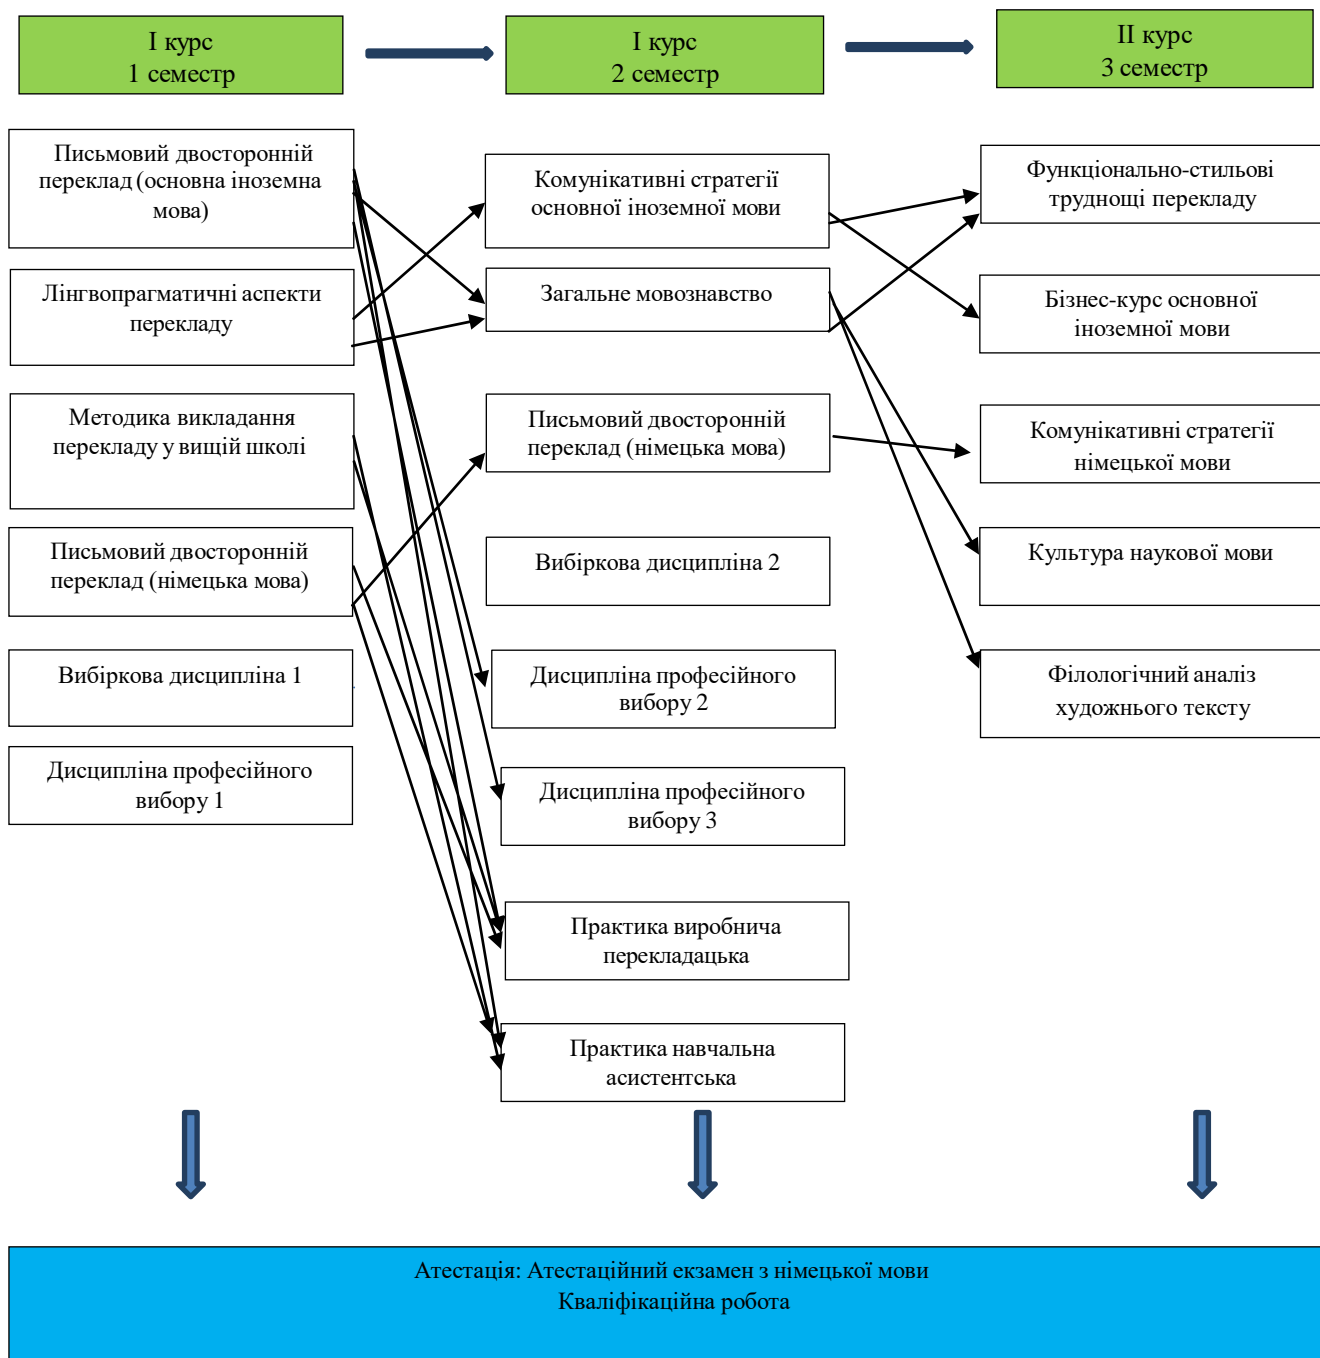 І курс
1 семестр
І курс
2 семестр
ІІ курс
3 семестр
Письмовий двосторонній
переклад (основна іноземна
мова)
Лінгвопрагматичні аспекти
перекладу
Методика викладання
перекладу у вищій школі
Письмовий двосторонній
переклад (німецька мова)
Вибіркова дисципліна 1
Дисципліна професійного
вибору 1
Комунікативні стратегії
основної іноземної мови
Загальне мовознавство
Письмовий двосторонній
переклад (німецька мова)
Вибіркова дисципліна 2
Дисципліна професійного
вибору 2
Дисципліна професійного
вибору 3
Практика виробнича
перекладацька
Практика навчальна
асистентська
Функціонально-стильові
труднощі перекладу
Бізнес-курс основної
іноземної мови
Комунікативні стратегії
німецької мови
Культура наукової мови
Філологічний аналіз
художнього тексту
Атестація: Атестаційний екзамен з німецької мови
Кваліфікаційна робота